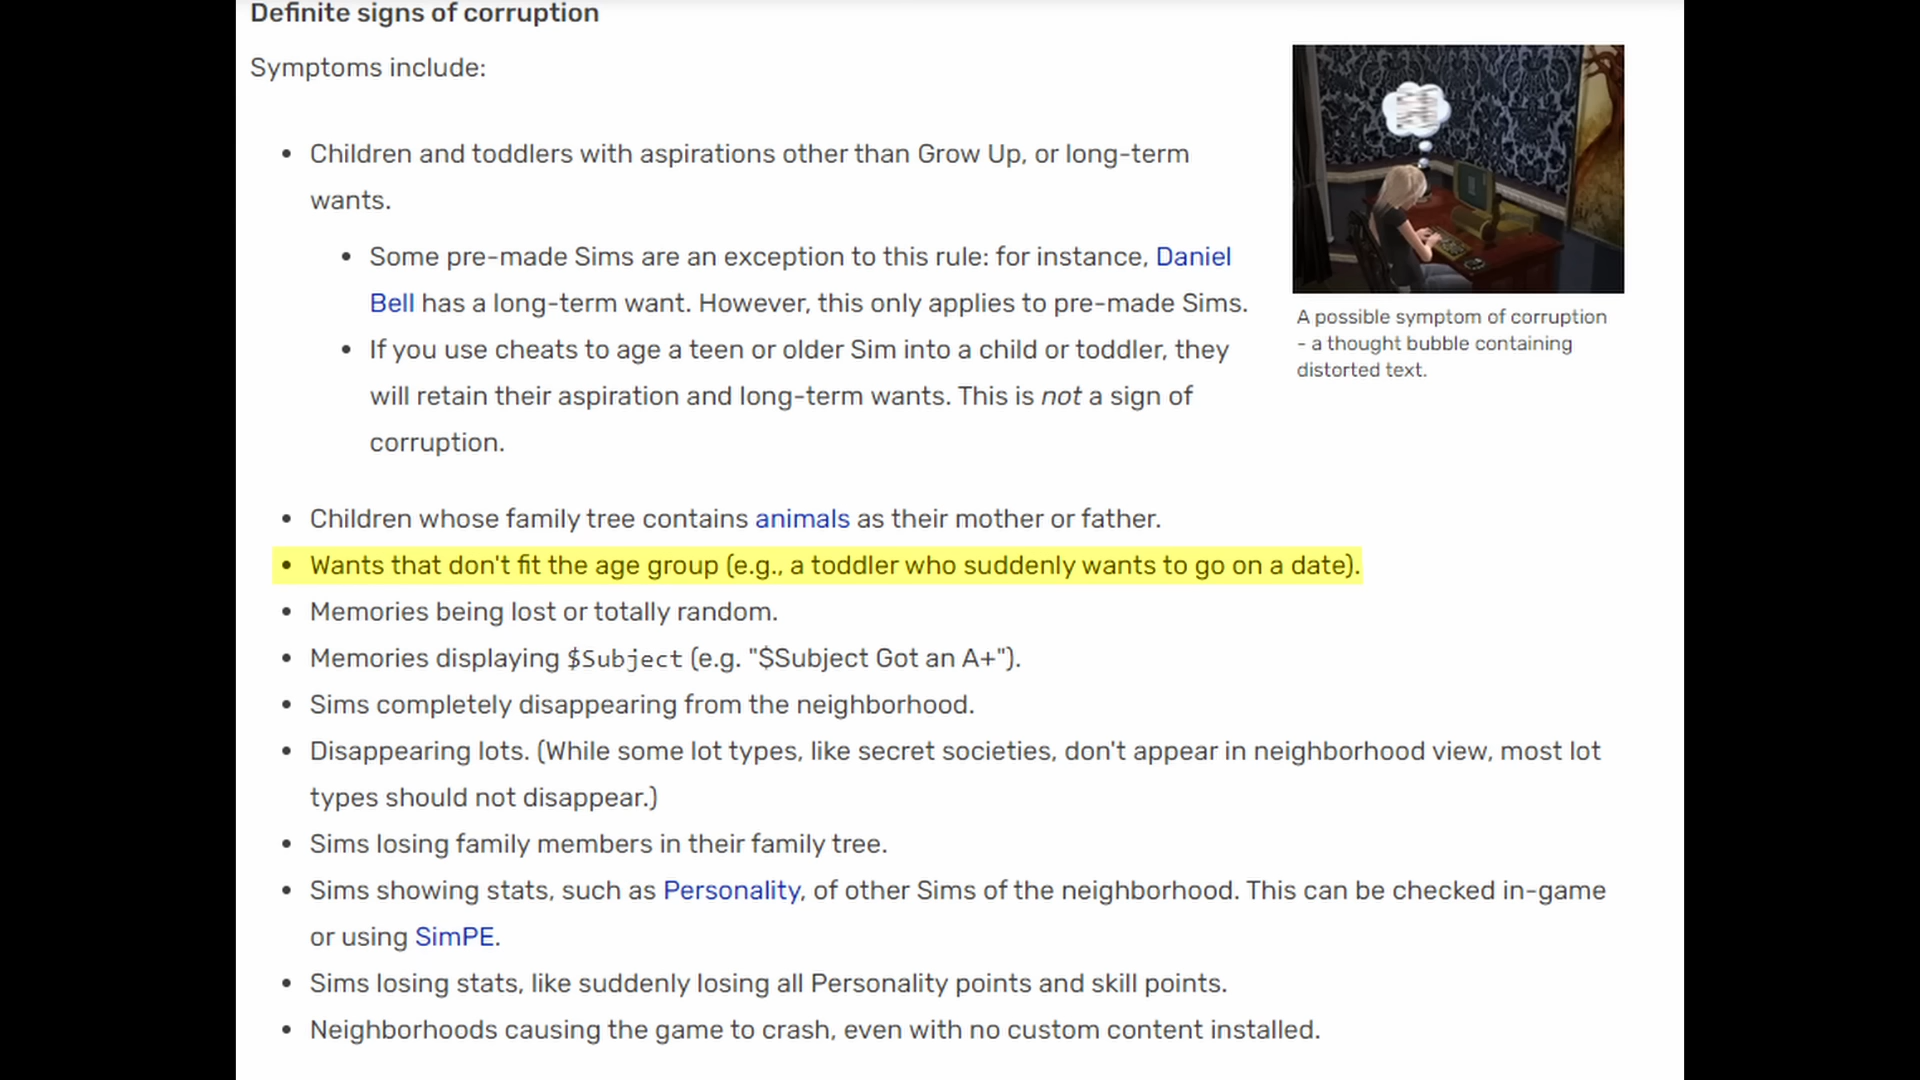 Definite signs of corruption
Symptoms include:
• Children and toddlers with aspirations other than Grow Up, or long-term
wants.
• Some pre-made Sims are an exception to this rule: for instance, Daniel
Bell has a long-term want. However, this only applies to pre-made Sims.
• If you use cheats to age a teen or older Sim into a child or toddler, they
will retain their aspiration and long-term wants. This is not a sign of
corruption.
A possible symptom of corruption
- a thought bubble containing
distorted text.
• Children whose family tree contains animals as their mother or father.
• Wants that don't fit the age group (e.g., a toddler who suddenly wants to go on a date).
• Memories being lost or totally random.
• Memories displaying $Subject (e.g. "$Subject Got an A+").
• Sims completely disappearing from the neighborhood.
• Disappearing lots. (While some lot types, like secret societies, don't appear in neighborhood view, most lot
types should not disappear.)
• Sims losing family members in their family tree.
• Sims showing stats, such as Personality, of other Sims of the neighborhood. This can be checked in-game
or using SimPE.
• Sims losing stats, like suddenly losing all Personality points and skill points.
• Neighborhoods causing the game to crash, even with no custom content installed.